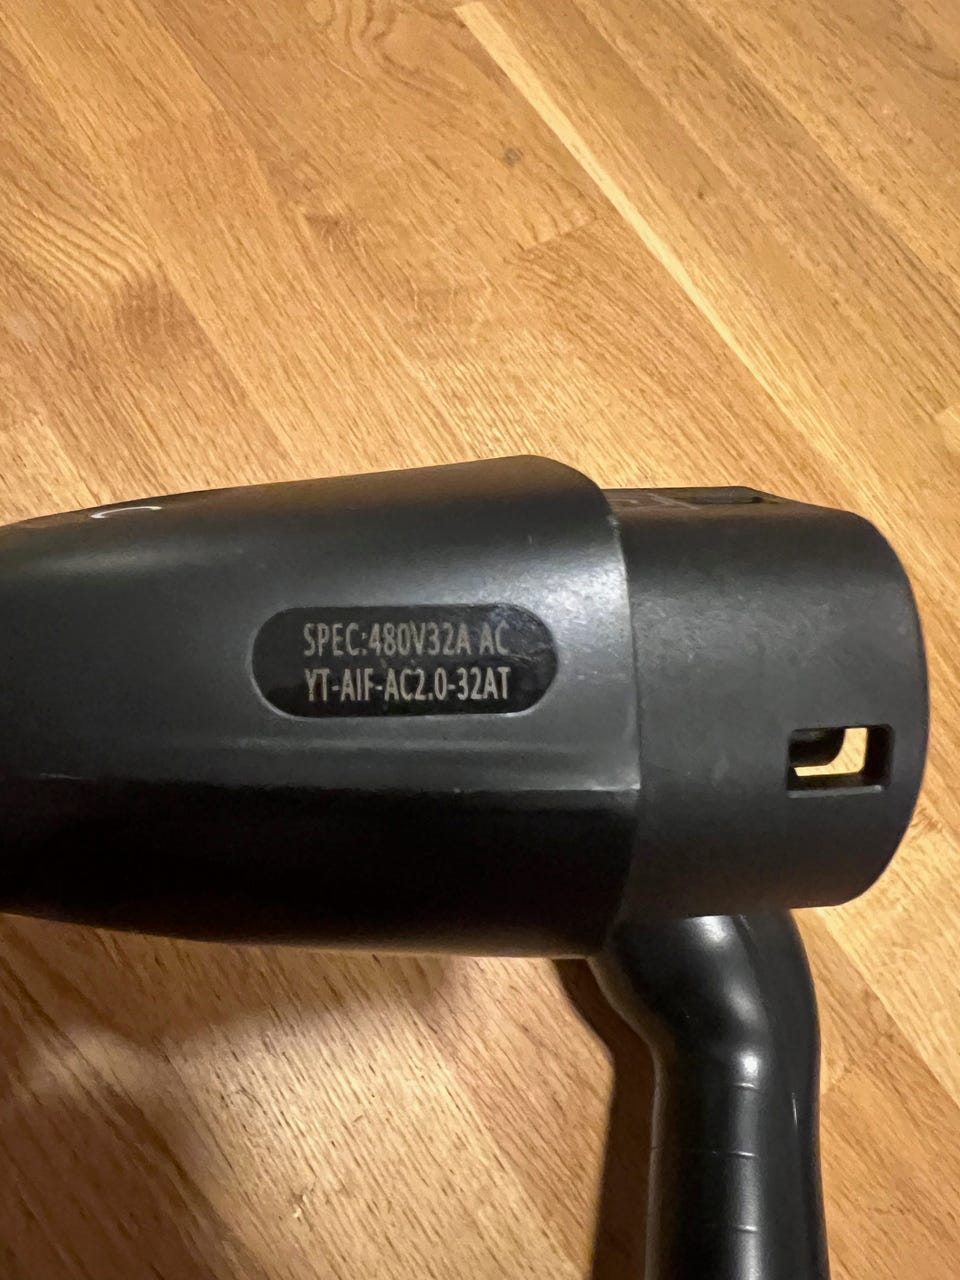 SPEC:480V32A AC
YT-AIF-AC2.0-32AT